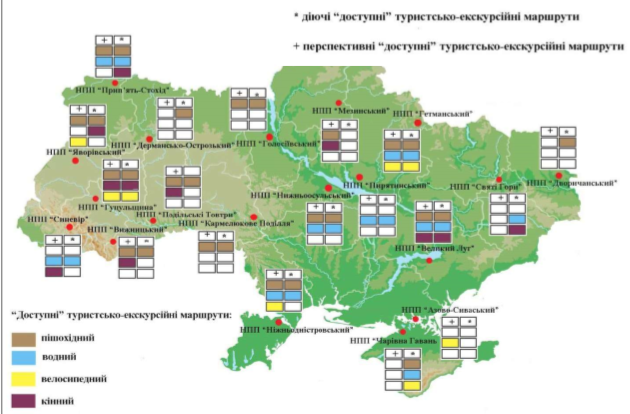 * діючі “доступні” туристсько-екскурсійні маршрути
+ перспективні “доступні” туристсько-екскурсійні маршрути
+ *
НПП “Прип’ять-Стохід”
+ *
+ *
+ *
НПП “Мезинський”
НПП “Гетманський”
+ *
НПП “Дермансько-Острозький”
НПП “Голосіївський”
+ *
+ *
НПП “Яворівський”
+ *
+ *
НПП “Пирятинський”
НПП “Святі Гори”
НПП “Дворічанський”
НПП “Нижньосульський”
НПП “Гуцульщина”
НПП “Подільські Товтри”
+ *
+ *
+ *
+ *
НПП “Синевір”
НПП “Вижницький”
НПП “Кармелюкове Поділля”
+ *
+ *
+ *
НПП “Великий Луг”
+ *
“Доступні” туристсько-екскурсійні маршрути:
НПП “Азово-Сиваський”
+ *
НПП “Нижньодністровський”
НПП “Чарівна Гавань”
+ *
пішохідний
водний
велосипедний
кінний